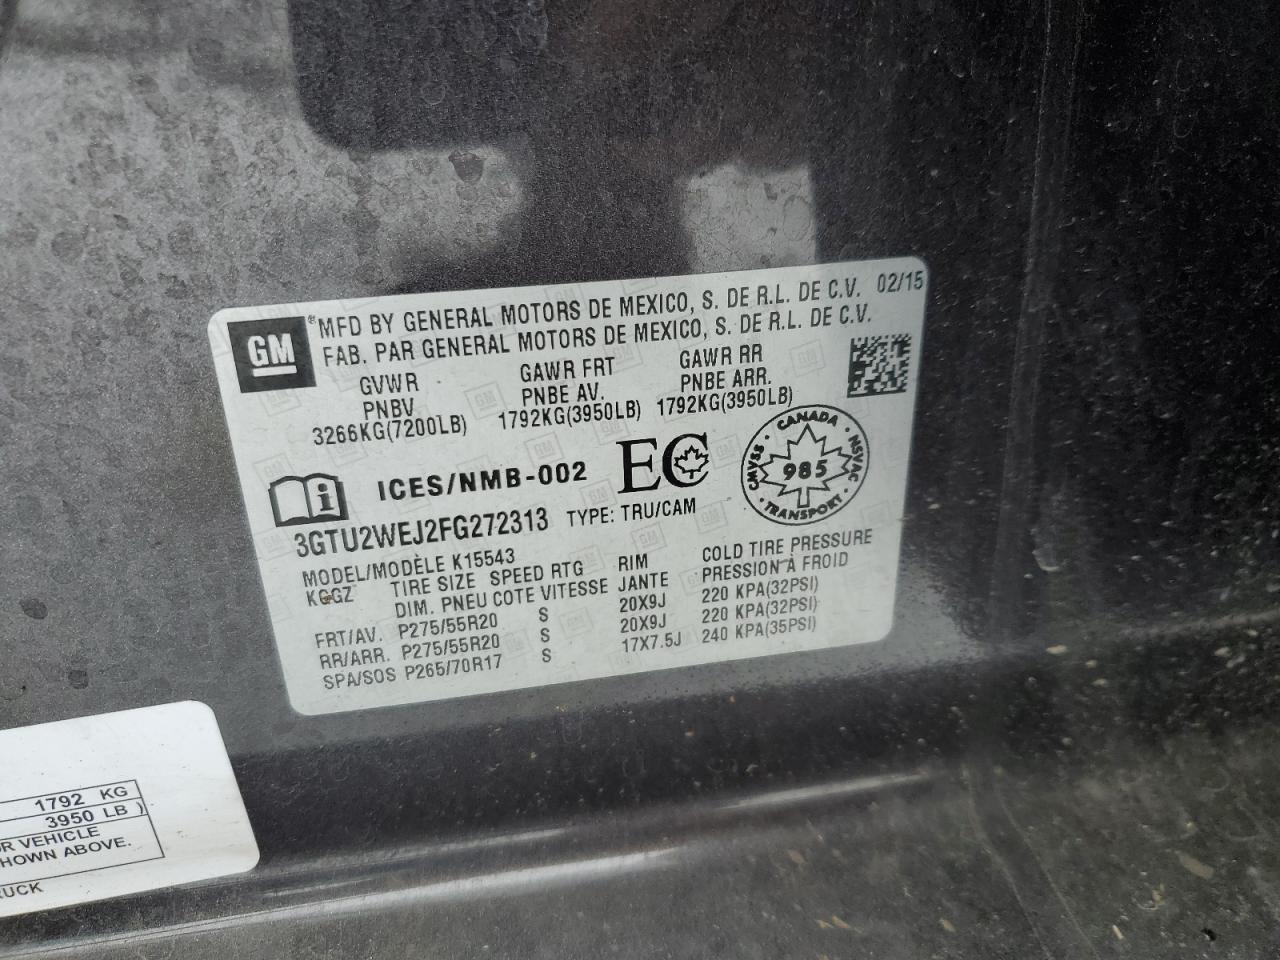 GM
® MFD BY GENERAL MOTORS DE MEXICO, S. DE R.L. DE C.V. 02/15
FAB. PAR GENERAL MOTORS DE MEXICO, S. DE R.L. DE C.V.
GVWR GAWR FRT GAWR RR
PNBV PNBE AV. PNBE ARR.
3266KG(7200LB) 1792KG(3950LB) 1792KG(3950LB)
i ICES/NMB-002 EC
CANADA
CMVSS 985 NSVAC
TRANSPORT
3GTU2WEJ2FG272313 TYPE: TRU/CAM
MODEL/MODÈLE K15543
KGGZ TIRE SIZE SPEED RTG RIM COLD TIRE PRESSURE
DIM. PNEU COTE VITESSE JANTE PRESSION À FROID
FRT/AV. P275/55R20 S 20X9J 220 KPA(32PSI)
RR/ARR. P275/55R20 S 20X9J 220 KPA(32PSI)
SPA/SOS P265/70R17 S 17X7.5J 240 KPA(35PSI)
1792 KG
3950 LB )
R VEHICLE
HOWN ABOVE.
RUCK